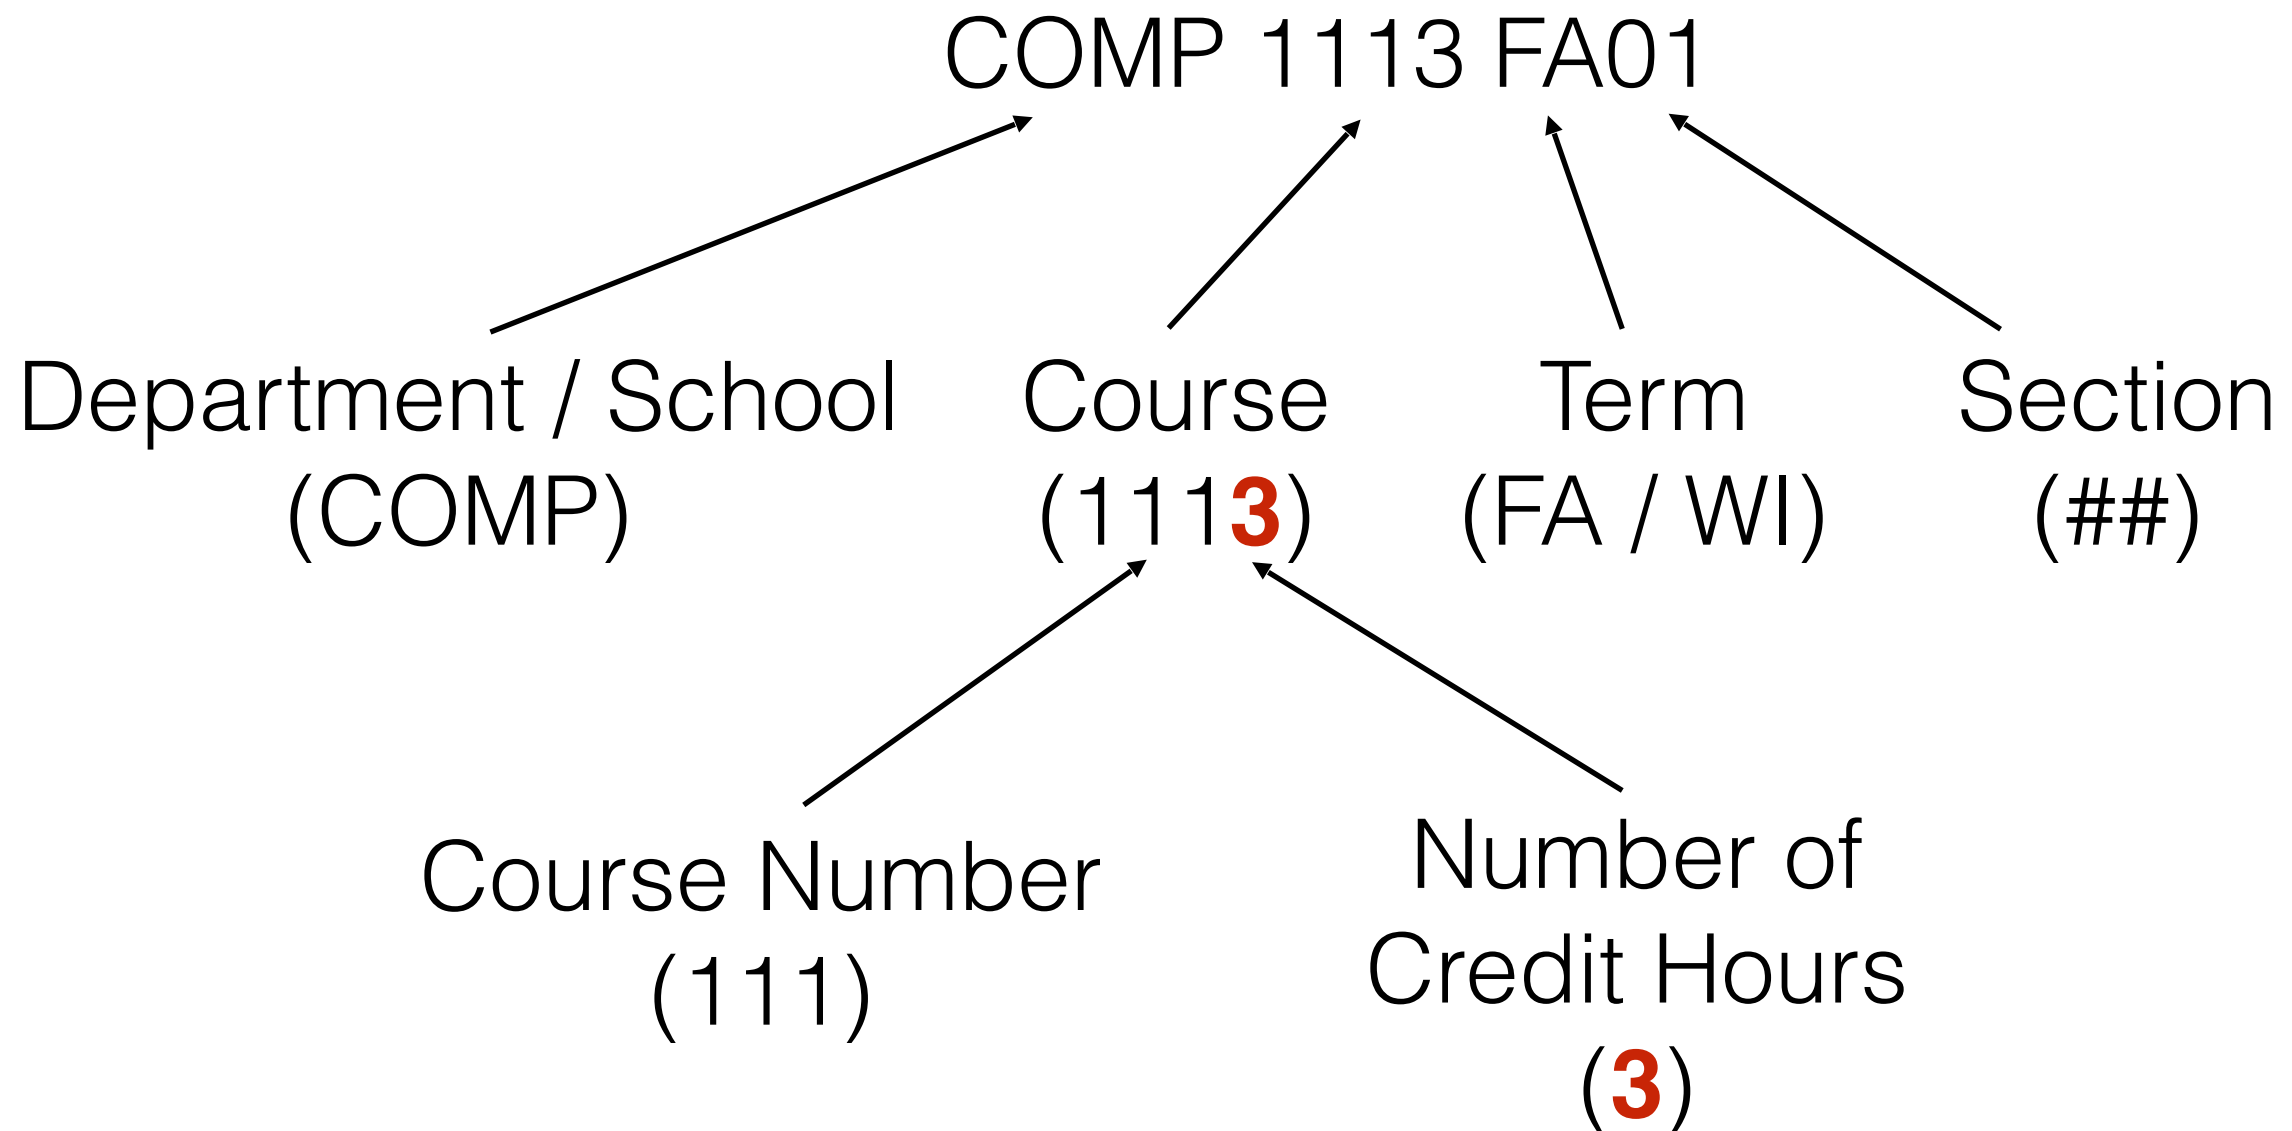 COMP 1113 FA01
Department / School
(COMP)
Course
(1113)
Term
(FA / WI)
Section
(##)
Course Number
(111)
Number of
Credit Hours
(3)